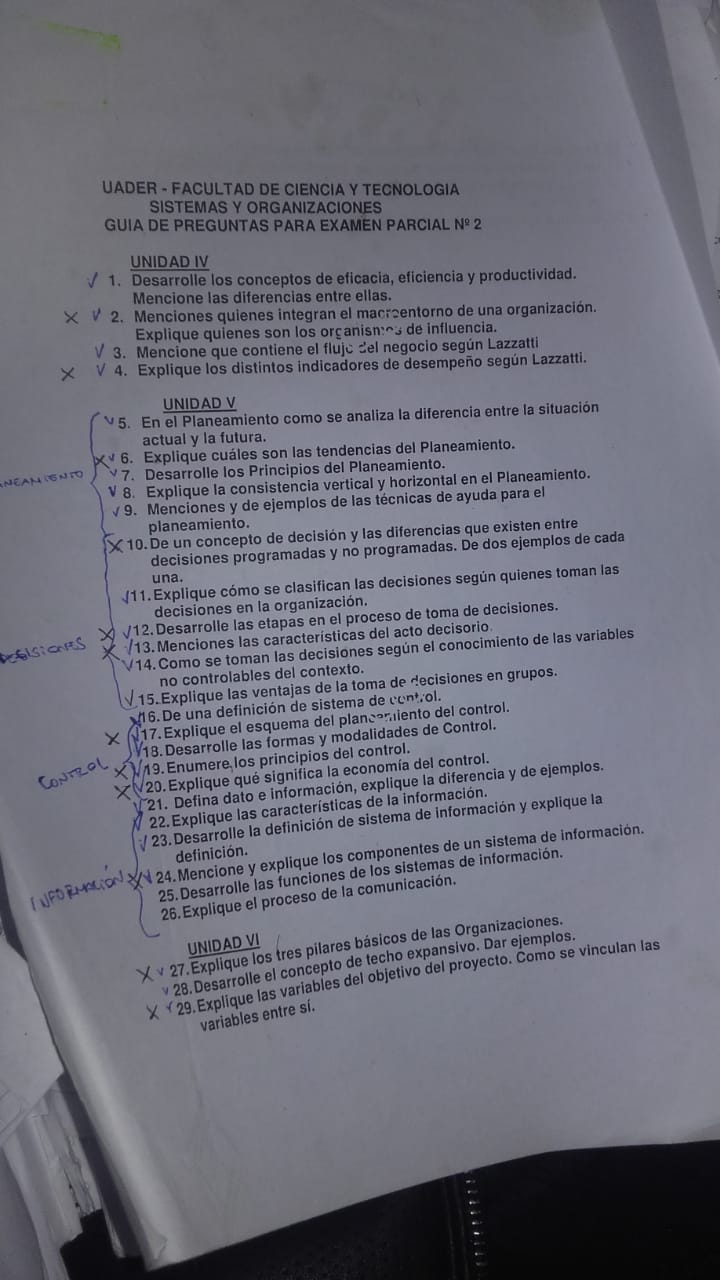 UADER - FACULTAD DE CIENCIA Y TECNOLOGIA
SISTEMAS Y ORGANIZACIONES
GUIA DE PREGUNTAS PARA EXAMEN PARCIAL Nº 2
UNIDAD IV
√ 1. Desarrolle los conceptos de eficacia, eficiencia y productividad.
Mencione las diferencias entre ellas.
X √ 2. Menciones quienes integran el macroentorno de una organización.
Explique quienes son los organismos de influencia.
√ 3. Mencione que contiene el flujo del negocio según Lazzatti
X √ 4. Explique los distintos indicadores de desempeño según Lazzatti.
UNIDAD V
√ 5. En el Planeamiento como se analiza la diferencia entre la situación
actual y la futura.
X √ 6. Explique cuáles son las tendencias del Planeamiento.
NEAMIENTO √ 7. Desarrolle los Principios del Planeamiento.
√ 8. Explique la consistencia vertical y horizontal en el Planeamiento.
√ 9. Menciones y de ejemplos de las técnicas de ayuda para el
planeamiento.
X 10. De un concepto de decisión y las diferencias que existen entre
decisiones programadas y no programadas. De dos ejemplos de cada
una.
√ 11. Explique cómo se clasifican las decisiones según quienes toman las
decisiones en la organización.
X √ 12. Desarrolle las etapas en el proceso de toma de decisiones.
DECISIONES X √ 13. Menciones las características del acto decisorio.
√ 14. Como se toman las decisiones según el conocimiento de las variables
no controlables del contexto.
√ 15. Explique las ventajas de la toma de decisiones en grupos.
√ 16. De una definición de sistema de control.
X √ 17. Explique el esquema del planeamiento del control.
√ 18. Desarrolle las formas y modalidades de Control.
CONTROL X √ 19. Enumere los principios del control.
X √ 20. Explique qué significa la economía del control.
√ 21. Defina dato e información, explique la diferencia y de ejemplos.
√ 22. Explique las características de la información.
√ 23. Desarrolle la definición de sistema de información y explique la
definición.
INFORMACIÓN X √ 24. Mencione y explique los componentes de un sistema de información.
25. Desarrolle las funciones de los sistemas de información.
26. Explique el proceso de la comunicación.
UNIDAD VI
X √ 27. Explique los tres pilares básicos de las Organizaciones.
√ 28. Desarrolle el concepto de techo expansivo. Dar ejemplos.
X √ 29. Explique las variables del objetivo del proyecto. Como se vinculan las
variables entre sí.